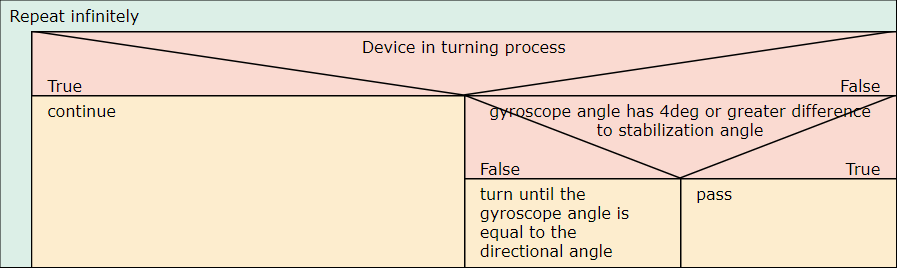 Repeat infinitely
Device in turning process
True
False
continue
gyroscope angle has 4deg or greater difference
to stabilization angle
False
True
turn until the
gyroscope angle is
equal to the
directional angle
pass